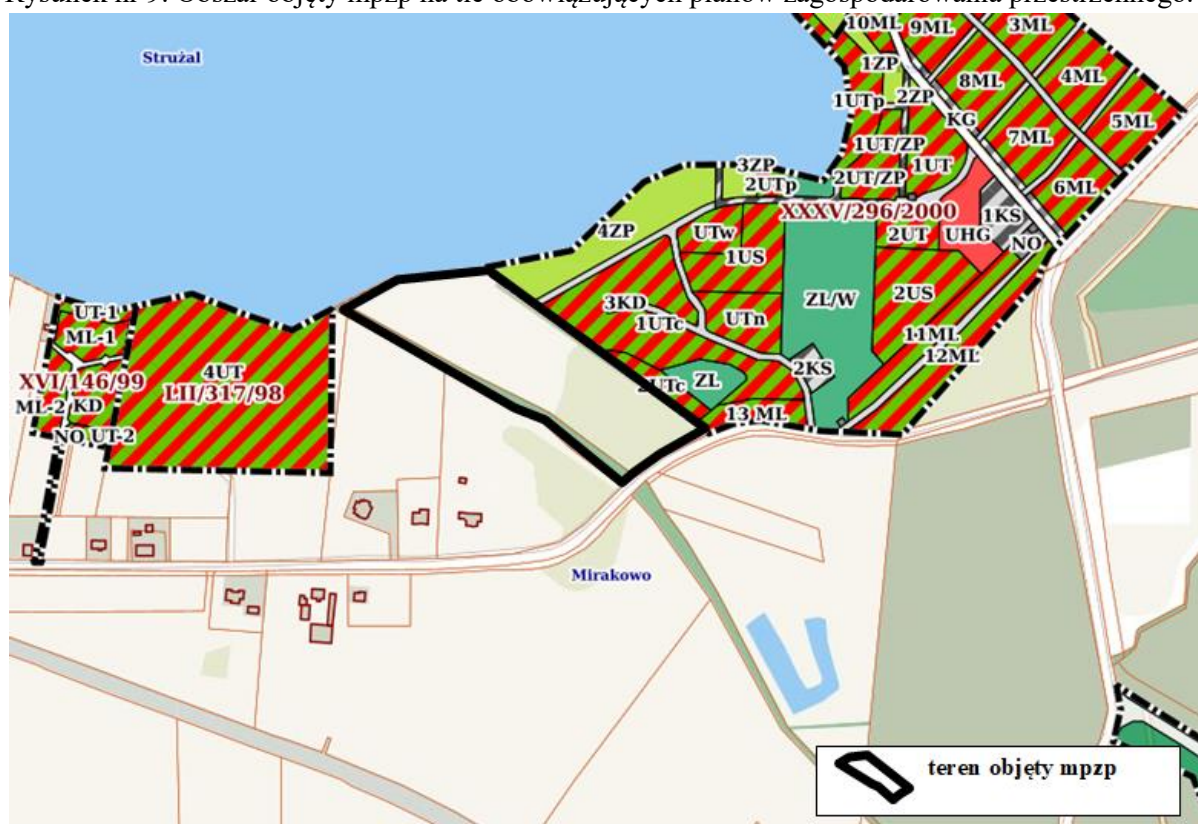 Rysunek nr 9. Obszar objęty mpzp na tle obowiązujących planów zagospodarowania przestrzennego.
Strużal
10ML
9ML
3ML
1ZP
8ML
4ML
1UTp
2ZP
KG
5ML
7ML
1UT/ZP
1UT
3ZP
2UTp
2UT/ZP
6ML
XXXV/296/2000
1KS
4ZP
UTw
2UT
UHG
NO
1US
3KD
ZL/W
2US
UT-1
1UTc
UTn
ML-1
11ML
12ML
4UT
2KS
XVI/146/99
LII/317/98
ZL
ML-2
KD
13 ML
NO
UT-2
Mirakowo
teren objęty mpzp